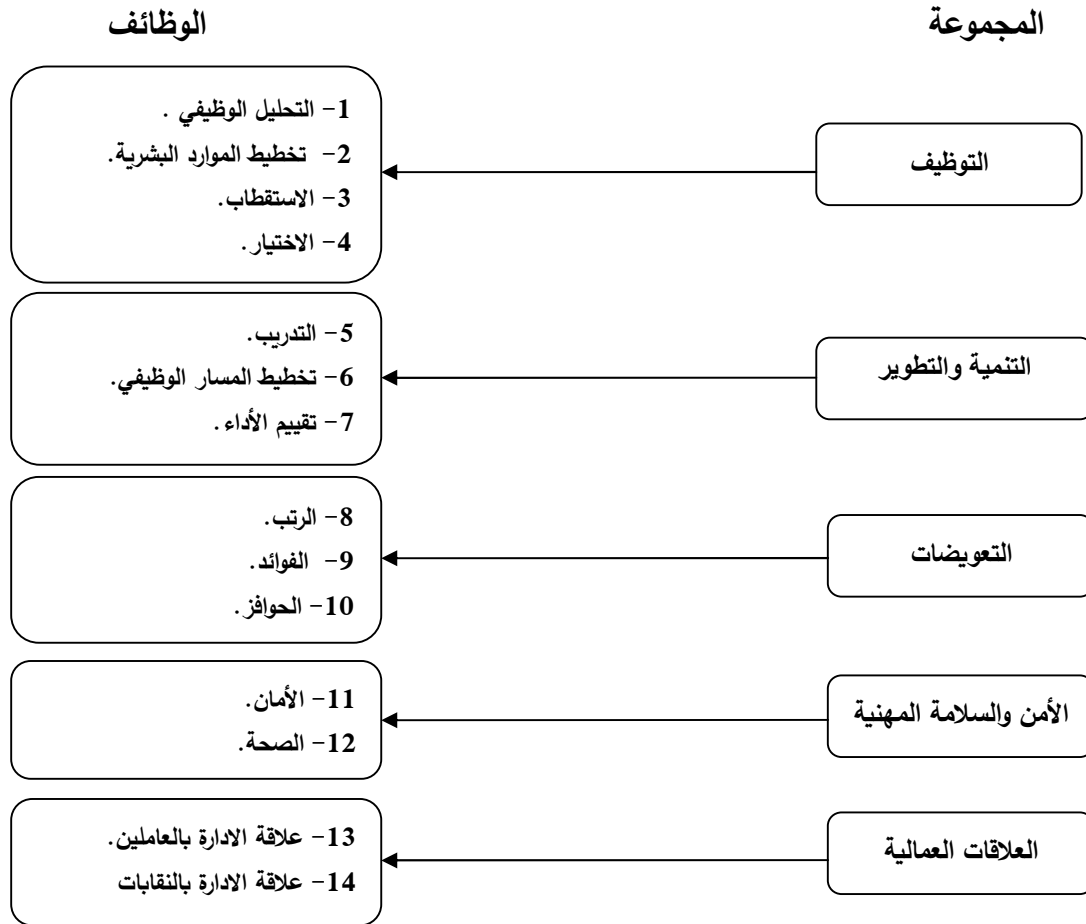 المجموعة
الوظائف
التوظيف
1- التحليل الوظيفي .
2- تخطيط الموارد البشرية.
3- الاستقطاب.
4- الاختيار.
التنمية والتطوير
5- التدريب.
6- تخطيط المسار الوظيفي.
7- تقييم الأداء.
التعويضات
8- الرتب.
9- الفوائد.
10- الحوافز.
الأمن والسلامة المهنية
11- الأمان.
12- الصحة.
العلاقات العمالية
13- علاقة الادارة بالعاملين.
14- علاقة الادارة بالنقابات